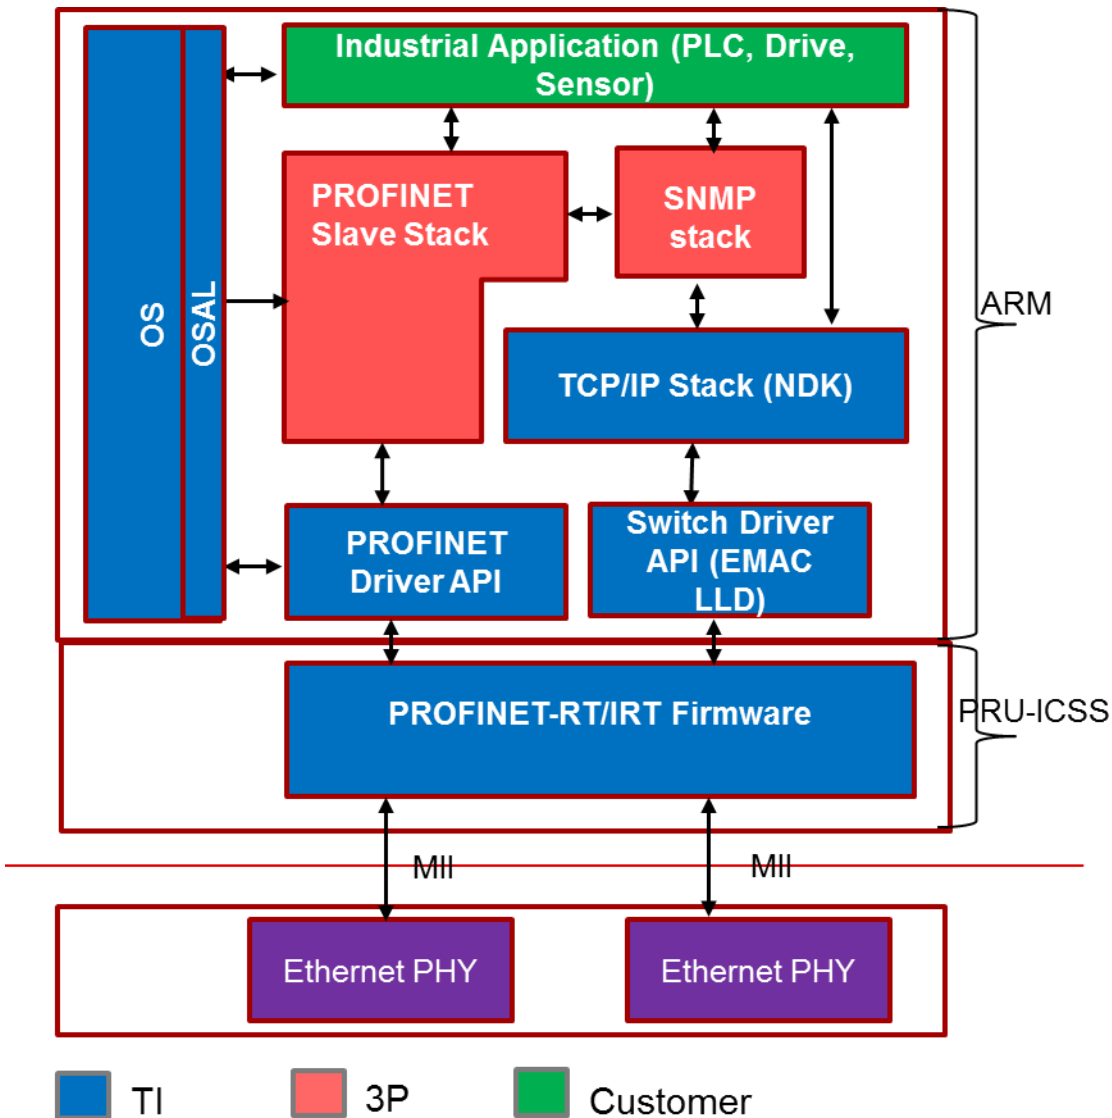 Industrial Application (PLC, Drive,
Sensor)
PROFINET
Slave Stack
SNMP
stack
OS
OSAL
ARM
TCP/IP Stack (NDK)
PROFINET
Driver API
Switch Driver
API (EMAC
LLD)
PROFINET-RT/IRT Firmware
PRU-ICSS
MII
MII
Ethernet PHY
Ethernet PHY
TI
3P
Customer